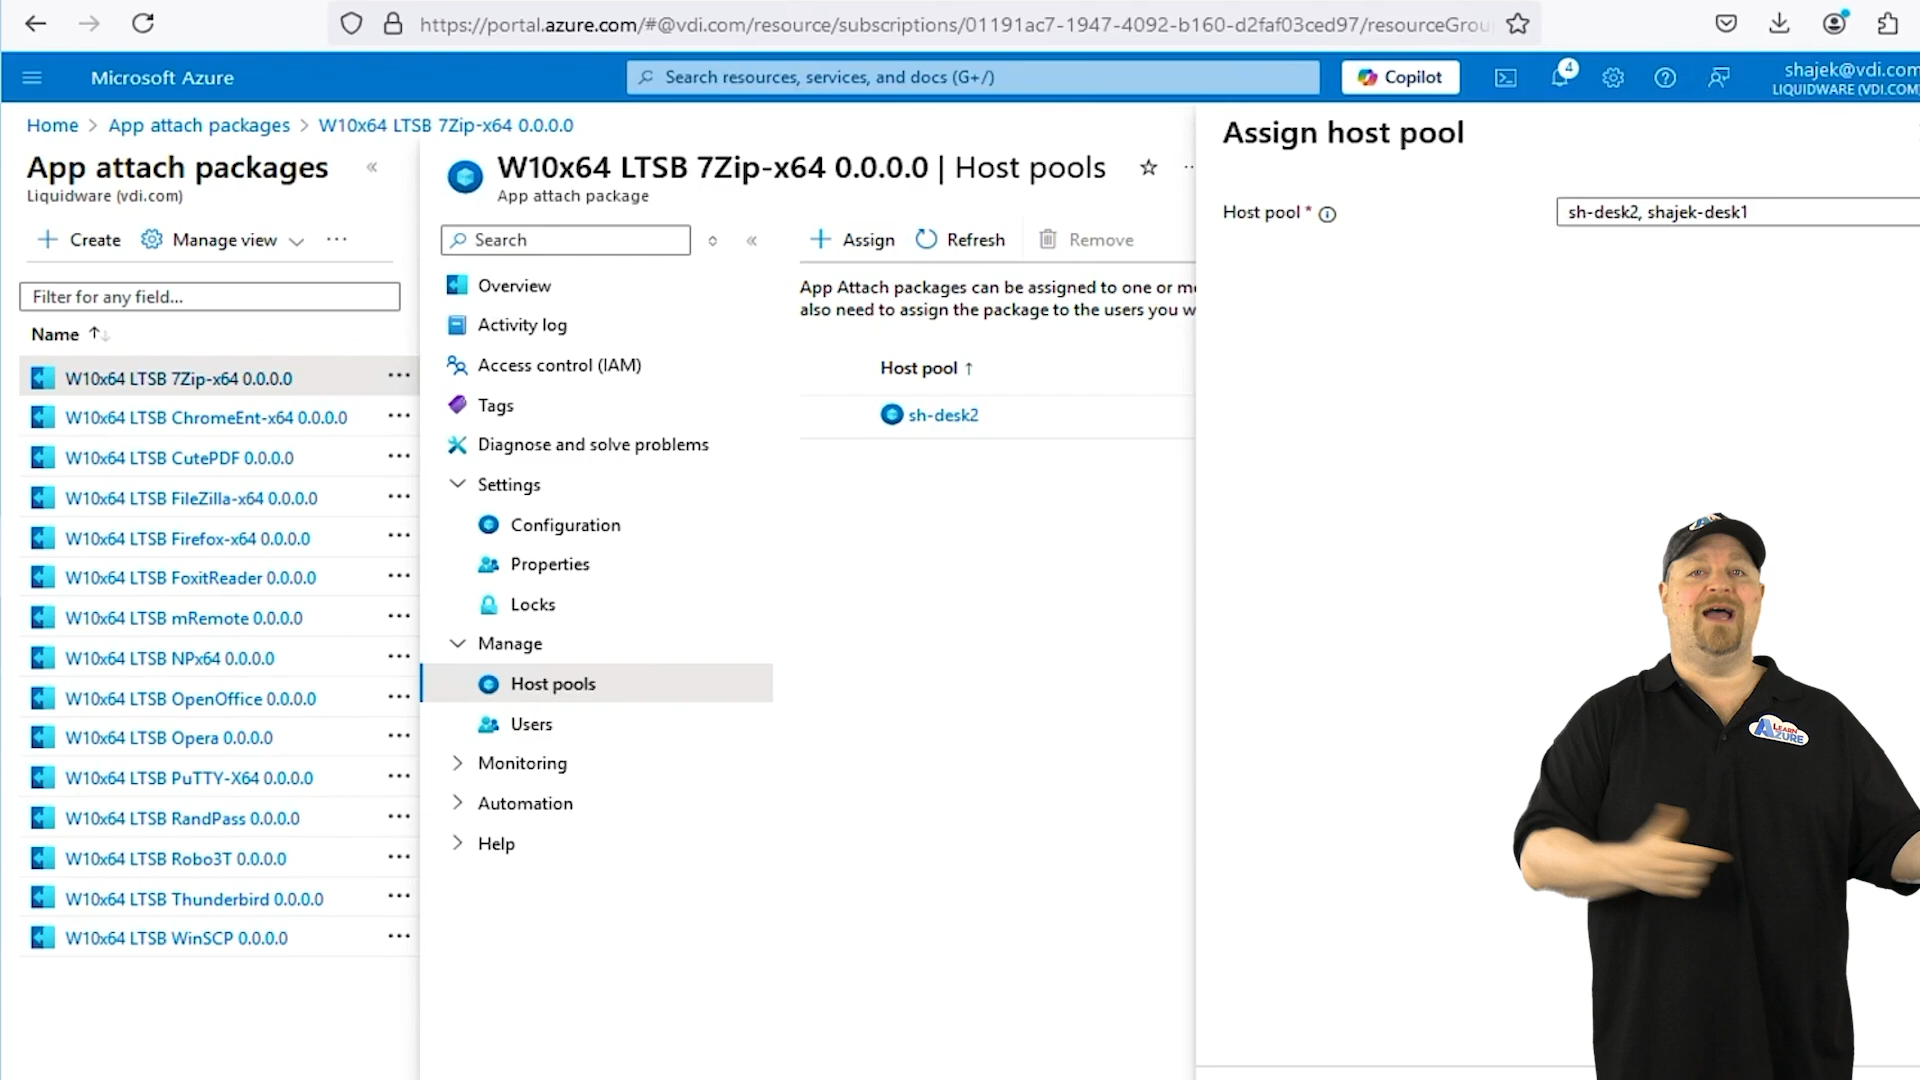 https://portal.azure.com/#@vdi.com/resource/subscriptions/01191ac7-1947-4092-b160-d2faf03ced97/resourceGrou
Microsoft Azure
Search resources, services, and docs (G+/)
Copilot
4
shajek@vdi.com
LIQUIDWARE (VDI.COM)
Home > App attach packages > W10x64 LTSB 7Zip-x64 0.0.0.0
App attach packages
Liquidware (vdi.com)
Create
Manage view
Filter for any field...
Name
W10x64 LTSB 7Zip-x64 0.0.0.0
W10x64 LTSB ChromeEnt-x64 0.0.0.0
W10x64 LTSB CutePDF 0.0.0.0
W10x64 LTSB FileZilla-x64 0.0.0.0
W10x64 LTSB Firefox-x64 0.0.0.0
W10x64 LTSB FoxitReader 0.0.0.0
W10x64 LTSB mRemote 0.0.0.0
W10x64 LTSB NPx64 0.0.0.0
W10x64 LTSB OpenOffice 0.0.0.0
W10x64 LTSB Opera 0.0.0.0
W10x64 LTSB PuTTY-X64 0.0.0.0
W10x64 LTSB RandPass 0.0.0.0
W10x64 LTSB Robo3T 0.0.0.0
W10x64 LTSB Thunderbird 0.0.0.0
W10x64 LTSB WinSCP 0.0.0.0
W10x64 LTSB 7Zip-x64 0.0.0.0 | Host pools
App attach package
Search
Overview
Activity log
Access control (IAM)
Tags
Diagnose and solve problems
Settings
Configuration
Properties
Locks
Manage
Host pools
Users
Monitoring
Automation
Help
Assign
Refresh
Remove
App Attach packages can be assigned to one or m
also need to assign the package to the users you w
Host pool
sh-desk2
Assign host pool
Host pool *
sh-desk2, shajek-desk1
LEARN
AZURE